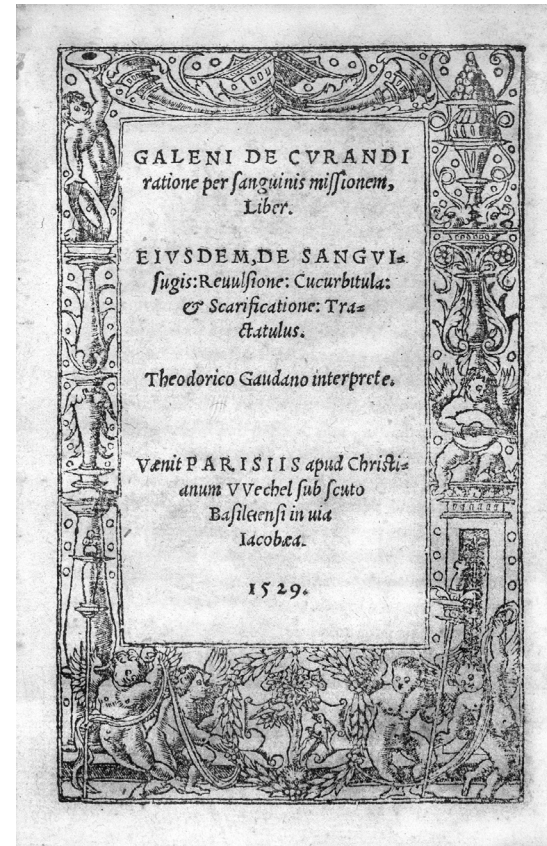 GALENI DE CVRANDI
ratione per sanguinis missionem,
Liber.
EIVSDEM, DE SANGVI=
sugis: Reuulsione: Cucurbitula:
& Scarificatione: Tra=
ctatulus.
Theodorico Gaudano interprete.
Vænit PARISIIS apud Christi=
anum VVechel sub scuto
Basileiensi in uia
Iacobæa.
1529.